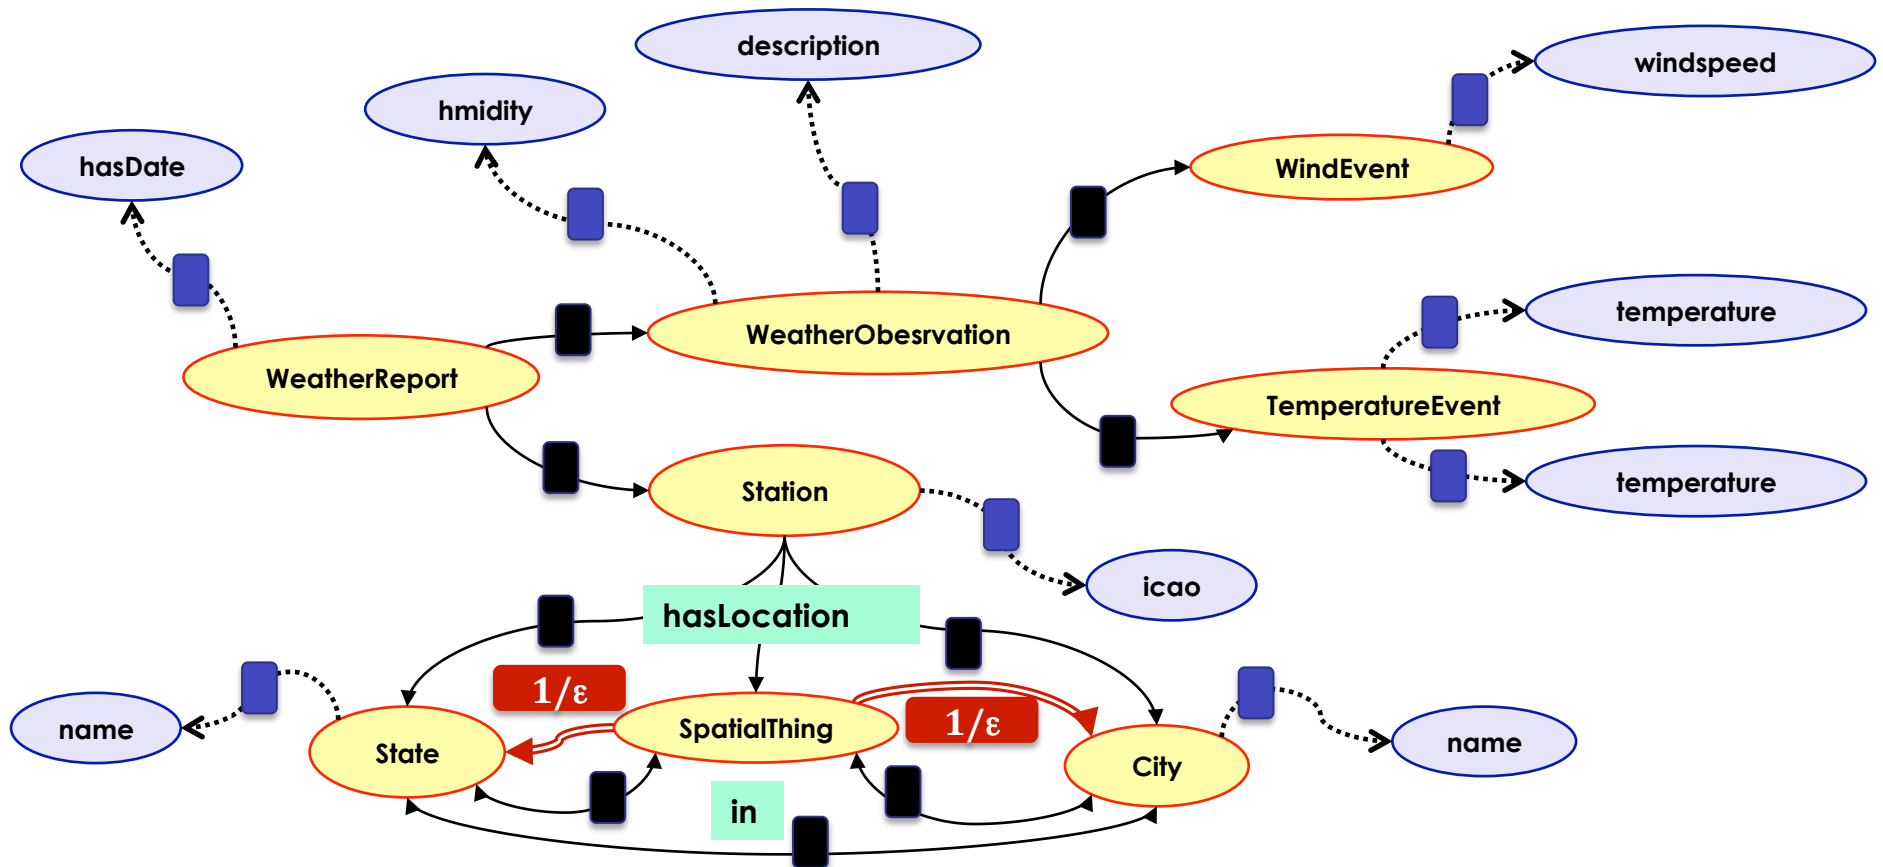 description
windspeed
hmidity
hasDate
WindEvent
temperature
WeatherObesrvation
WeatherReport
TemperatureEvent
temperature
Station
icao
hasLocation
1/ε
1/ε
name
State
SpatialThing
City
name
in